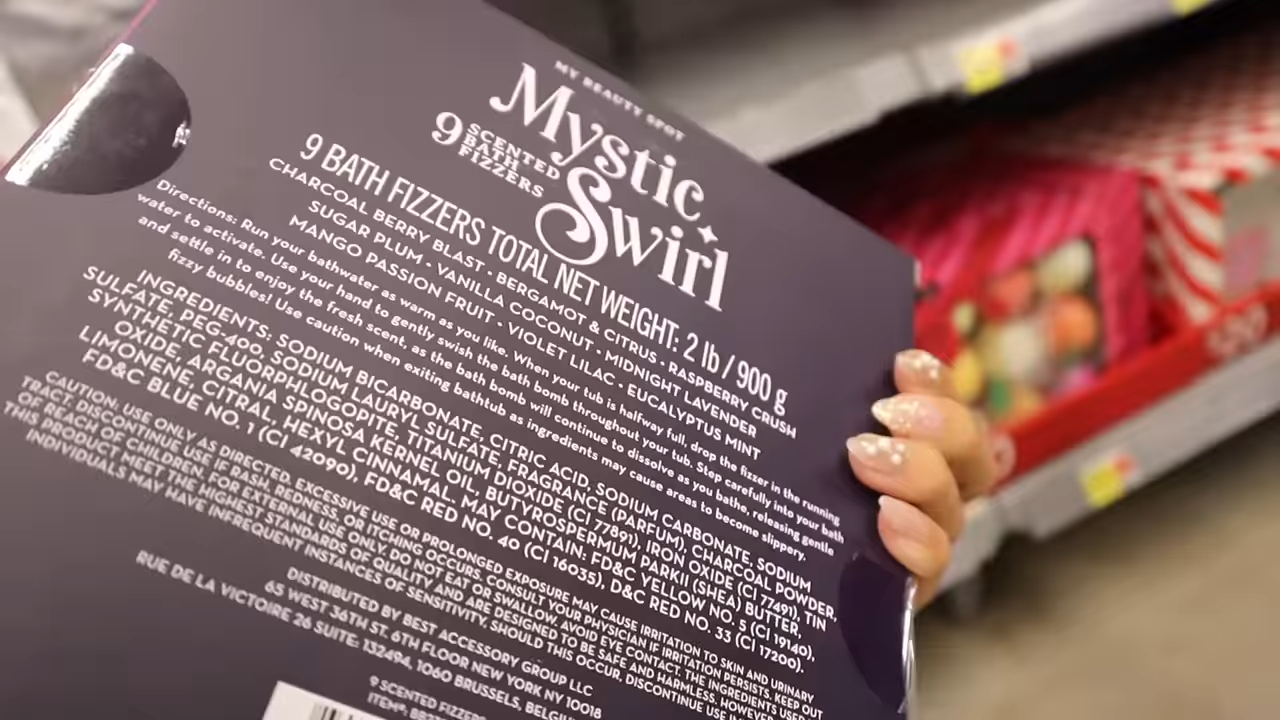 MY BEAUTY SPOT
Mystic
Swirl
9 SCENTED
BATH
FIZZERS
9 BATH FIZZERS TOTAL NET WEIGHT: 2 lb / 900 g
CHARCOAL BERRY BLAST • BERGAMOT & CITRUS • RASPBERRY CRUSH
SUGAR PLUM • VANILLA COCONUT • MIDNIGHT LAVENDER
MANGO PASSION FRUIT • VIOLET LILAC • EUCALYPTUS MINT
Directions: Run your bathwater as warm as you like. When your tub is halfway full, drop the fizzer in the running
water to activate. Use your hand to gently swish the bath bomb throughout your tub. Step carefully into your bath
and settle in to enjoy the fresh scent, as the bath bomb will continue to dissolve as you bathe, releasing gentle
fizzy bubbles! Use caution when exiting bathtub as ingredients may cause areas to become slippery.
INGREDIENTS: SODIUM BICARBONATE, CITRIC ACID, SODIUM CARBONATE, SODIUM
SULFATE, PEG-400, SODIUM LAURYL SULFATE, FRAGRANCE (PARFUM), CHARCOAL POWDER,
SYNTHETIC FLUORPHLOGOPITE, TITANIUM DIOXIDE (CI 77891), IRON OXIDE (CI 77491), TIN
OXIDE, ARGANIA SPINOSA KERNEL OIL, BUTYROSPERMUM PARKII (SHEA) BUTTER,
LIMONENE, CITRAL, HEXYL CINNAMAL. MAY CONTAIN: FD&C YELLOW NO. 5 (CI 19140),
FD&C BLUE NO. 1 (CI 42090), FD&C RED NO. 40 (CI 16035), D&C RED NO. 33 (CI 17200).
CAUTION: USE ONLY AS DIRECTED. EXCESSIVE USE OR PROLONGED EXPOSURE MAY CAUSE IRRITATION TO SKIN AND URINARY
TRACT DISCONTINUE USE IF RASH, REDNESS, OR ITCHING OCCURS. CONSULT YOUR PHYSICIAN IF IRRITATION PERSISTS. KEEP OUT
OF REACH OF CHILDREN. FOR EXTERNAL USE ONLY. DO NOT EAT OR SWALLOW. AVOID EYE CONTACT. THE INGREDIENTS USED
THIS PRODUCT MEET THE HIGHEST STANDARDS OF QUALITY AND ARE DESIGNED TO BE SAFE AND HARMLESS. HOWEVER
INDIVIDUALS MAY HAVE INFREQUENT INSTANCES OF SENSITIVITY. SHOULD THIS OCCUR, DISCONTINUE USE
DISTRIBUTED BY BEST ACCESSORY GROUP LLC
65 WEST 36TH ST. 6TH FLOOR NEW YORK NY 10018
RUE DE LA VICTOIRE 26 SUITE: 132494, 1060 BRUSSELS,
9 SCENTED FIZZERS
ITEM#: